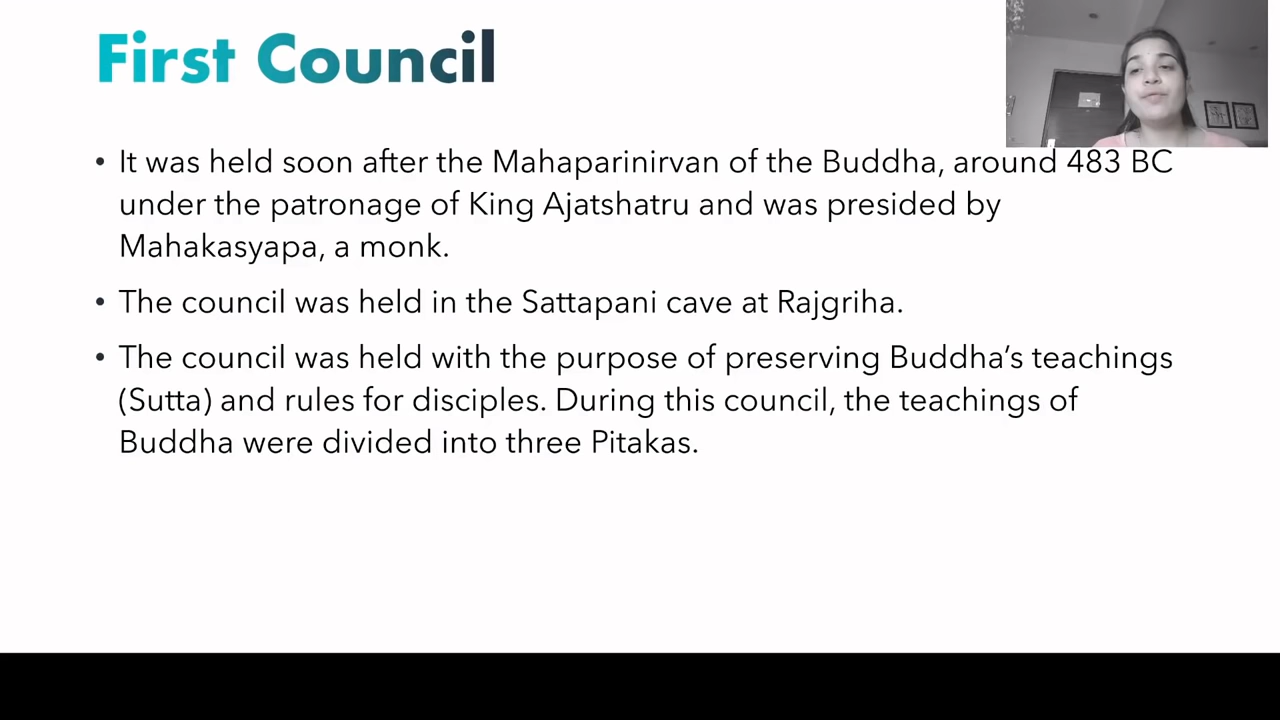 First Council
• It was held soon after the Mahaparinirvan of the Buddha, around 483 BC
under the patronage of King Ajatshatru and was presided by
Mahakasyapa, a monk.
• The council was held in the Sattapani cave at Rajgriha.
• The council was held with the purpose of preserving Buddha’s teachings
(Sutta) and rules for disciples. During this council, the teachings of
Buddha were divided into three Pitakas.